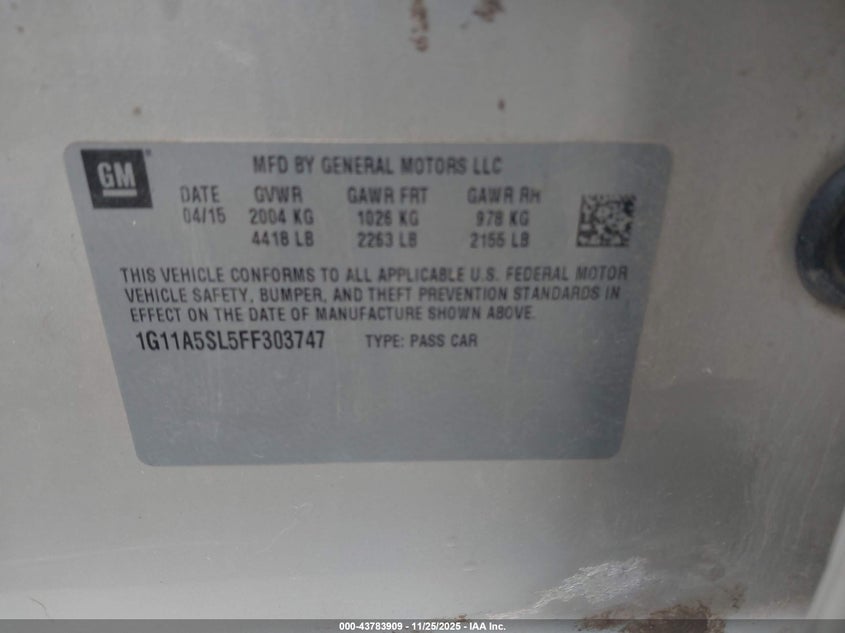 GM
MFD BY GENERAL MOTORS LLC
DATE GVWR GAWR FRT GAWR RH
04/15 2004 KG 1026 KG 978 KG
4418 LB 2263 LB 2155 LB
THIS VEHICLE CONFORMS TO ALL APPLICABLE U.S. FEDERAL MOTOR
VEHICLE SAFETY, BUMPER, AND THEFT PREVENTION STANDARDS IN
EFFECT ON THE DATE OF MANUFACTURE SHOWN ABOVE.
1G11A5SL5FF303747 TYPE: PASS CAR
000-43783909 - 11/25/2025 - IAA Inc.